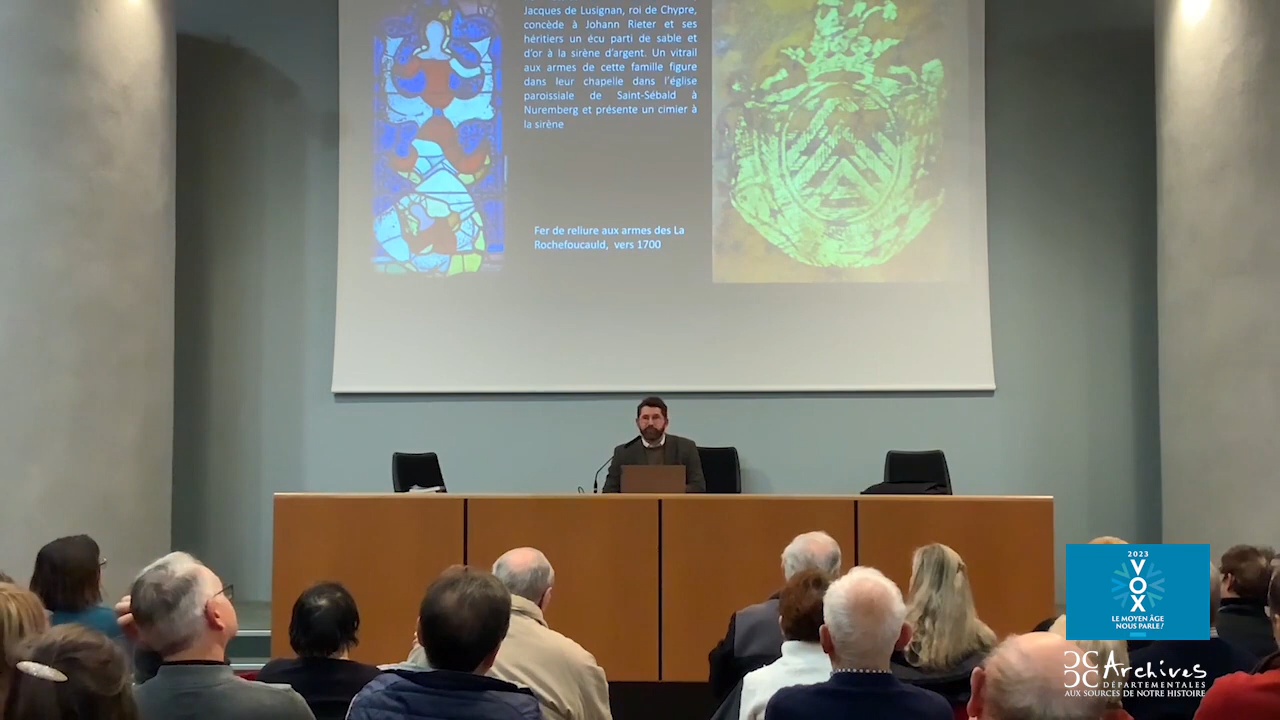 Jacques de Lusignan, roi de Chypre,
concède à Johann Rieter et ses
héritiers un écu parti de sable et
d'or à la sirène d'argent. Un vitrail
aux armes de cette famille figure
dans leur chapelle dans l'église
paroissiale de Saint-Sébald à
Nuremberg et présente un cimier à
la sirène
Fer de reliure aux armes des La
Rochefoucauld, vers 1700
2023
VOX
LE MOYEN ÂGE
NOUS PARLE !
Archives
DÉPARTEMENTALES
AUX SOURCES DE NOTRE HISTOIRE